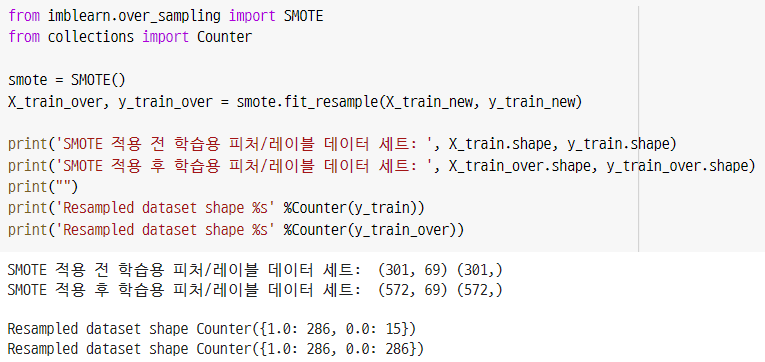 from imblearn.over_sampling import SMOTE
from collections import Counter
smote = SMOTE()
X_train_over, y_train_over = smote.fit_resample(X_train_new, y_train_new)
print('SMOTE 적용 전 학습용 피처/레이블 데이터 세트: ', X_train.shape, y_train.shape)
print('SMOTE 적용 후 학습용 피처/레이블 데이터 세트: ', X_train_over.shape, y_train_over.shape)
print("")
print('Resampled dataset shape %s' %Counter(y_train))
print('Resampled dataset shape %s' %Counter(y_train_over))
SMOTE 적용 전 학습용 피처/레이블 데이터 세트:  (301, 69) (301,)
SMOTE 적용 후 학습용 피처/레이블 데이터 세트:  (572, 69) (572,)
Resampled dataset shape Counter({1.0: 286, 0.0: 15})
Resampled dataset shape Counter({1.0: 286, 0.0: 286})